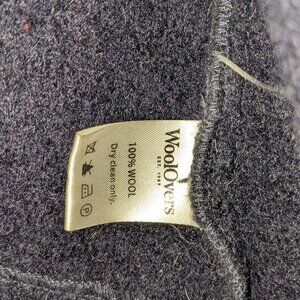 WoolOvers
EST. 1989
100% WOOL
Dry clean only.
P